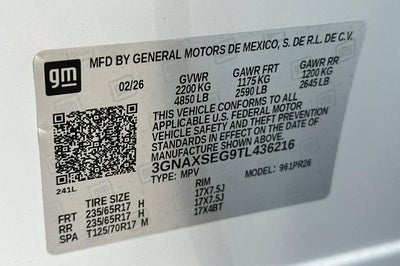 gm
MFD BY GENERAL MOTORS DE MEXICO, S. DE R.L. DE C.V.
02/26 GVWR GAWR FRT GAWR RR
2200 KG 1175 KG 1200 KG
4850 LB 2590 LB 2645 LB
THIS VEHICLE CONFORMS TO ALL
APPLICABLE U.S. FEDERAL MOTOR
VEHICLE SAFETY AND THEFT PREVENTION
STANDARDS IN EFFECT ON THE DATE OF
MANUFACTURE SHOWN ABOVE.
3GNAXSEG9TL436216
TYPE: MPV MODEL: 961PR26
241L
TIRE SIZE RIM
FRT 235/65R17 H 17X7.5J
RR 235/65R17 H 17X7.5J
SPA T125/70R17 M 17X4BT